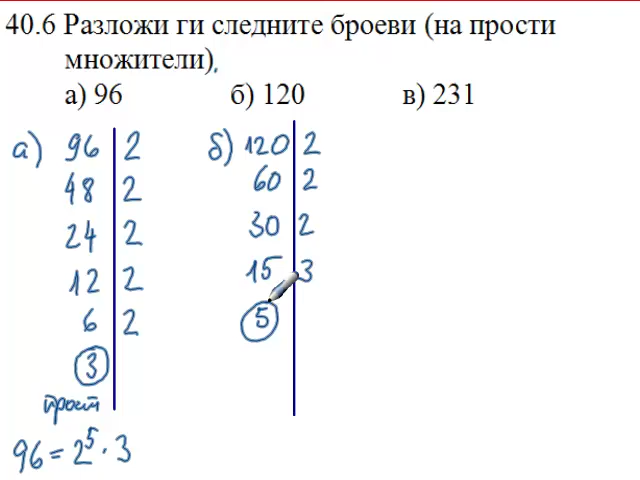 40.6 Разложи ги следните броеви (на прости
множители).
а) 96 б) 120 в) 231
а) 96 | 2 б) 120 | 2
48 | 2 60 | 2
24 | 2 30 | 2
12 | 2 15 | 3
6 | 2 5
3
прост
96 = 2⁵ · 3